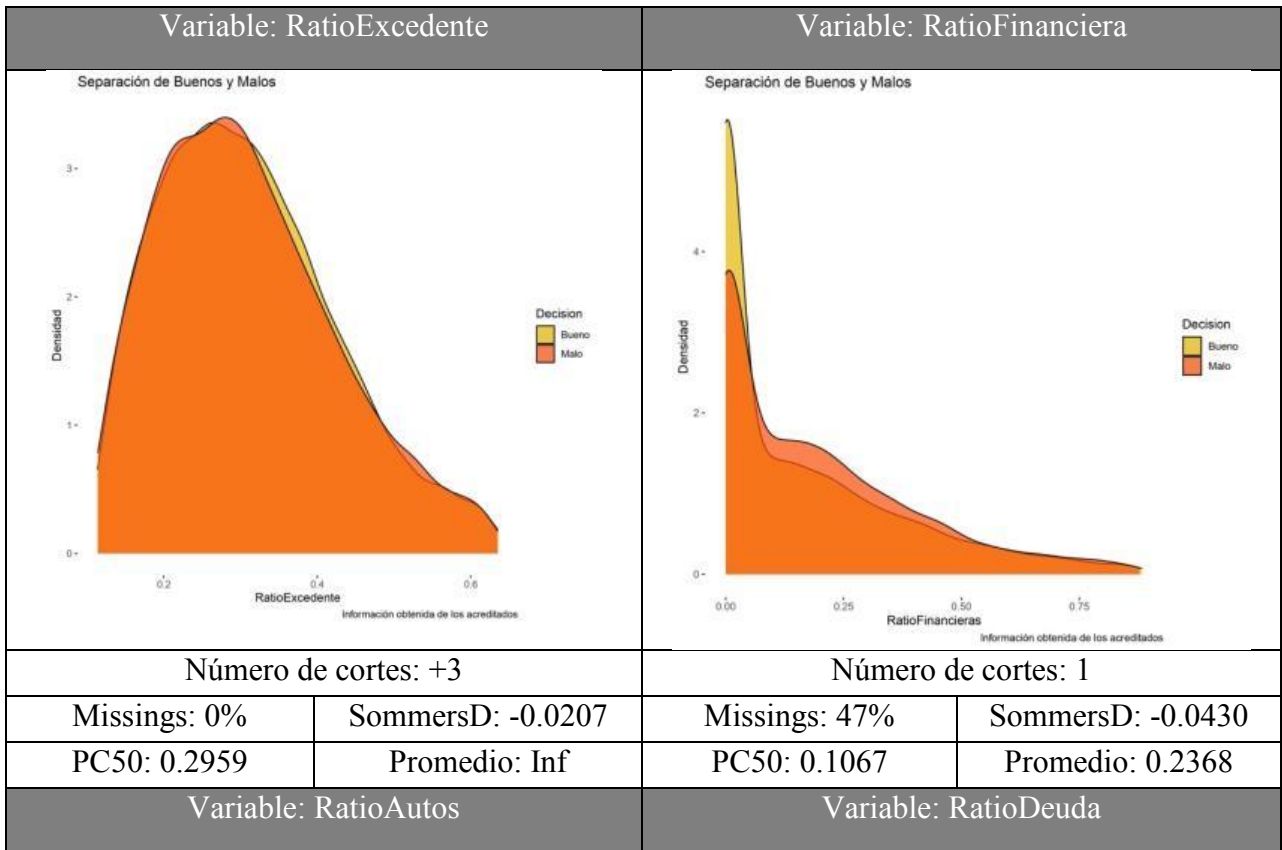 Variable: RatioExcedente
Variable: RatioFinanciera
Separación de Buenos y Malos
3-
2-
1-
0-
Densidad
0.2
0.4
0.6
RatioExcedente
Información obtenida de los acreditados
Decision
Bueno
Malo
Separación de Buenos y Malos
4-
2-
0-
Densidad
0.00
0.25
0.50
0.75
RatioFinancieras
Información obtenida de los acreditados
Decision
Bueno
Malo
Número de cortes: +3
Número de cortes: 1
Missings: 0%
SommersD: -0.0207
Missings: 47%
SommersD: -0.0430
PC50: 0.2959
Promedio: Inf
PC50: 0.1067
Promedio: 0.2368
Variable: RatioAutos
Variable: RatioDeuda